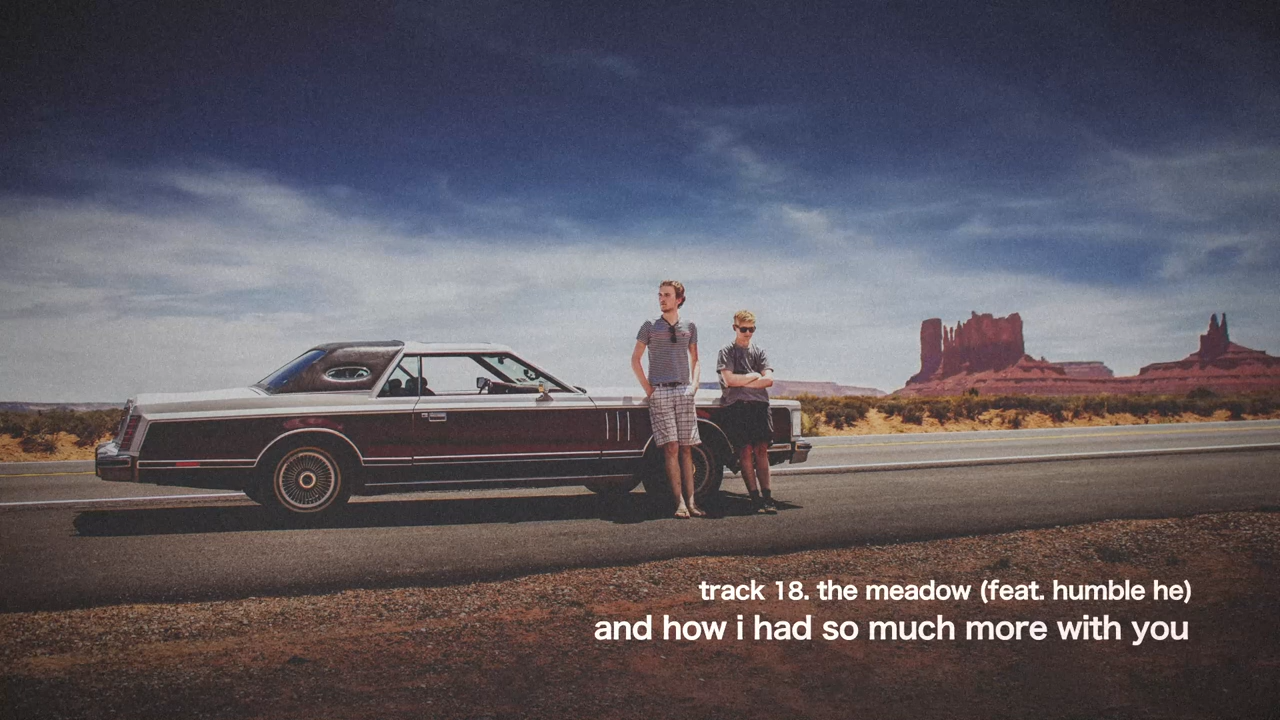 track 18. the meadow (feat. humble he)
and how i had so much more with you